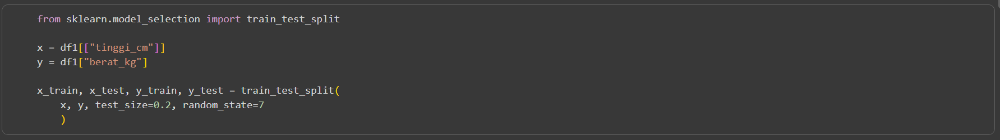 from sklearn.model_selection import train_test_split
x = df1[["tinggi_cm"]]
y = df1["berat_kg"]
x_train, x_test, y_train, y_test = train_test_split(
    x, y, test_size=0.2, random_state=7
    )